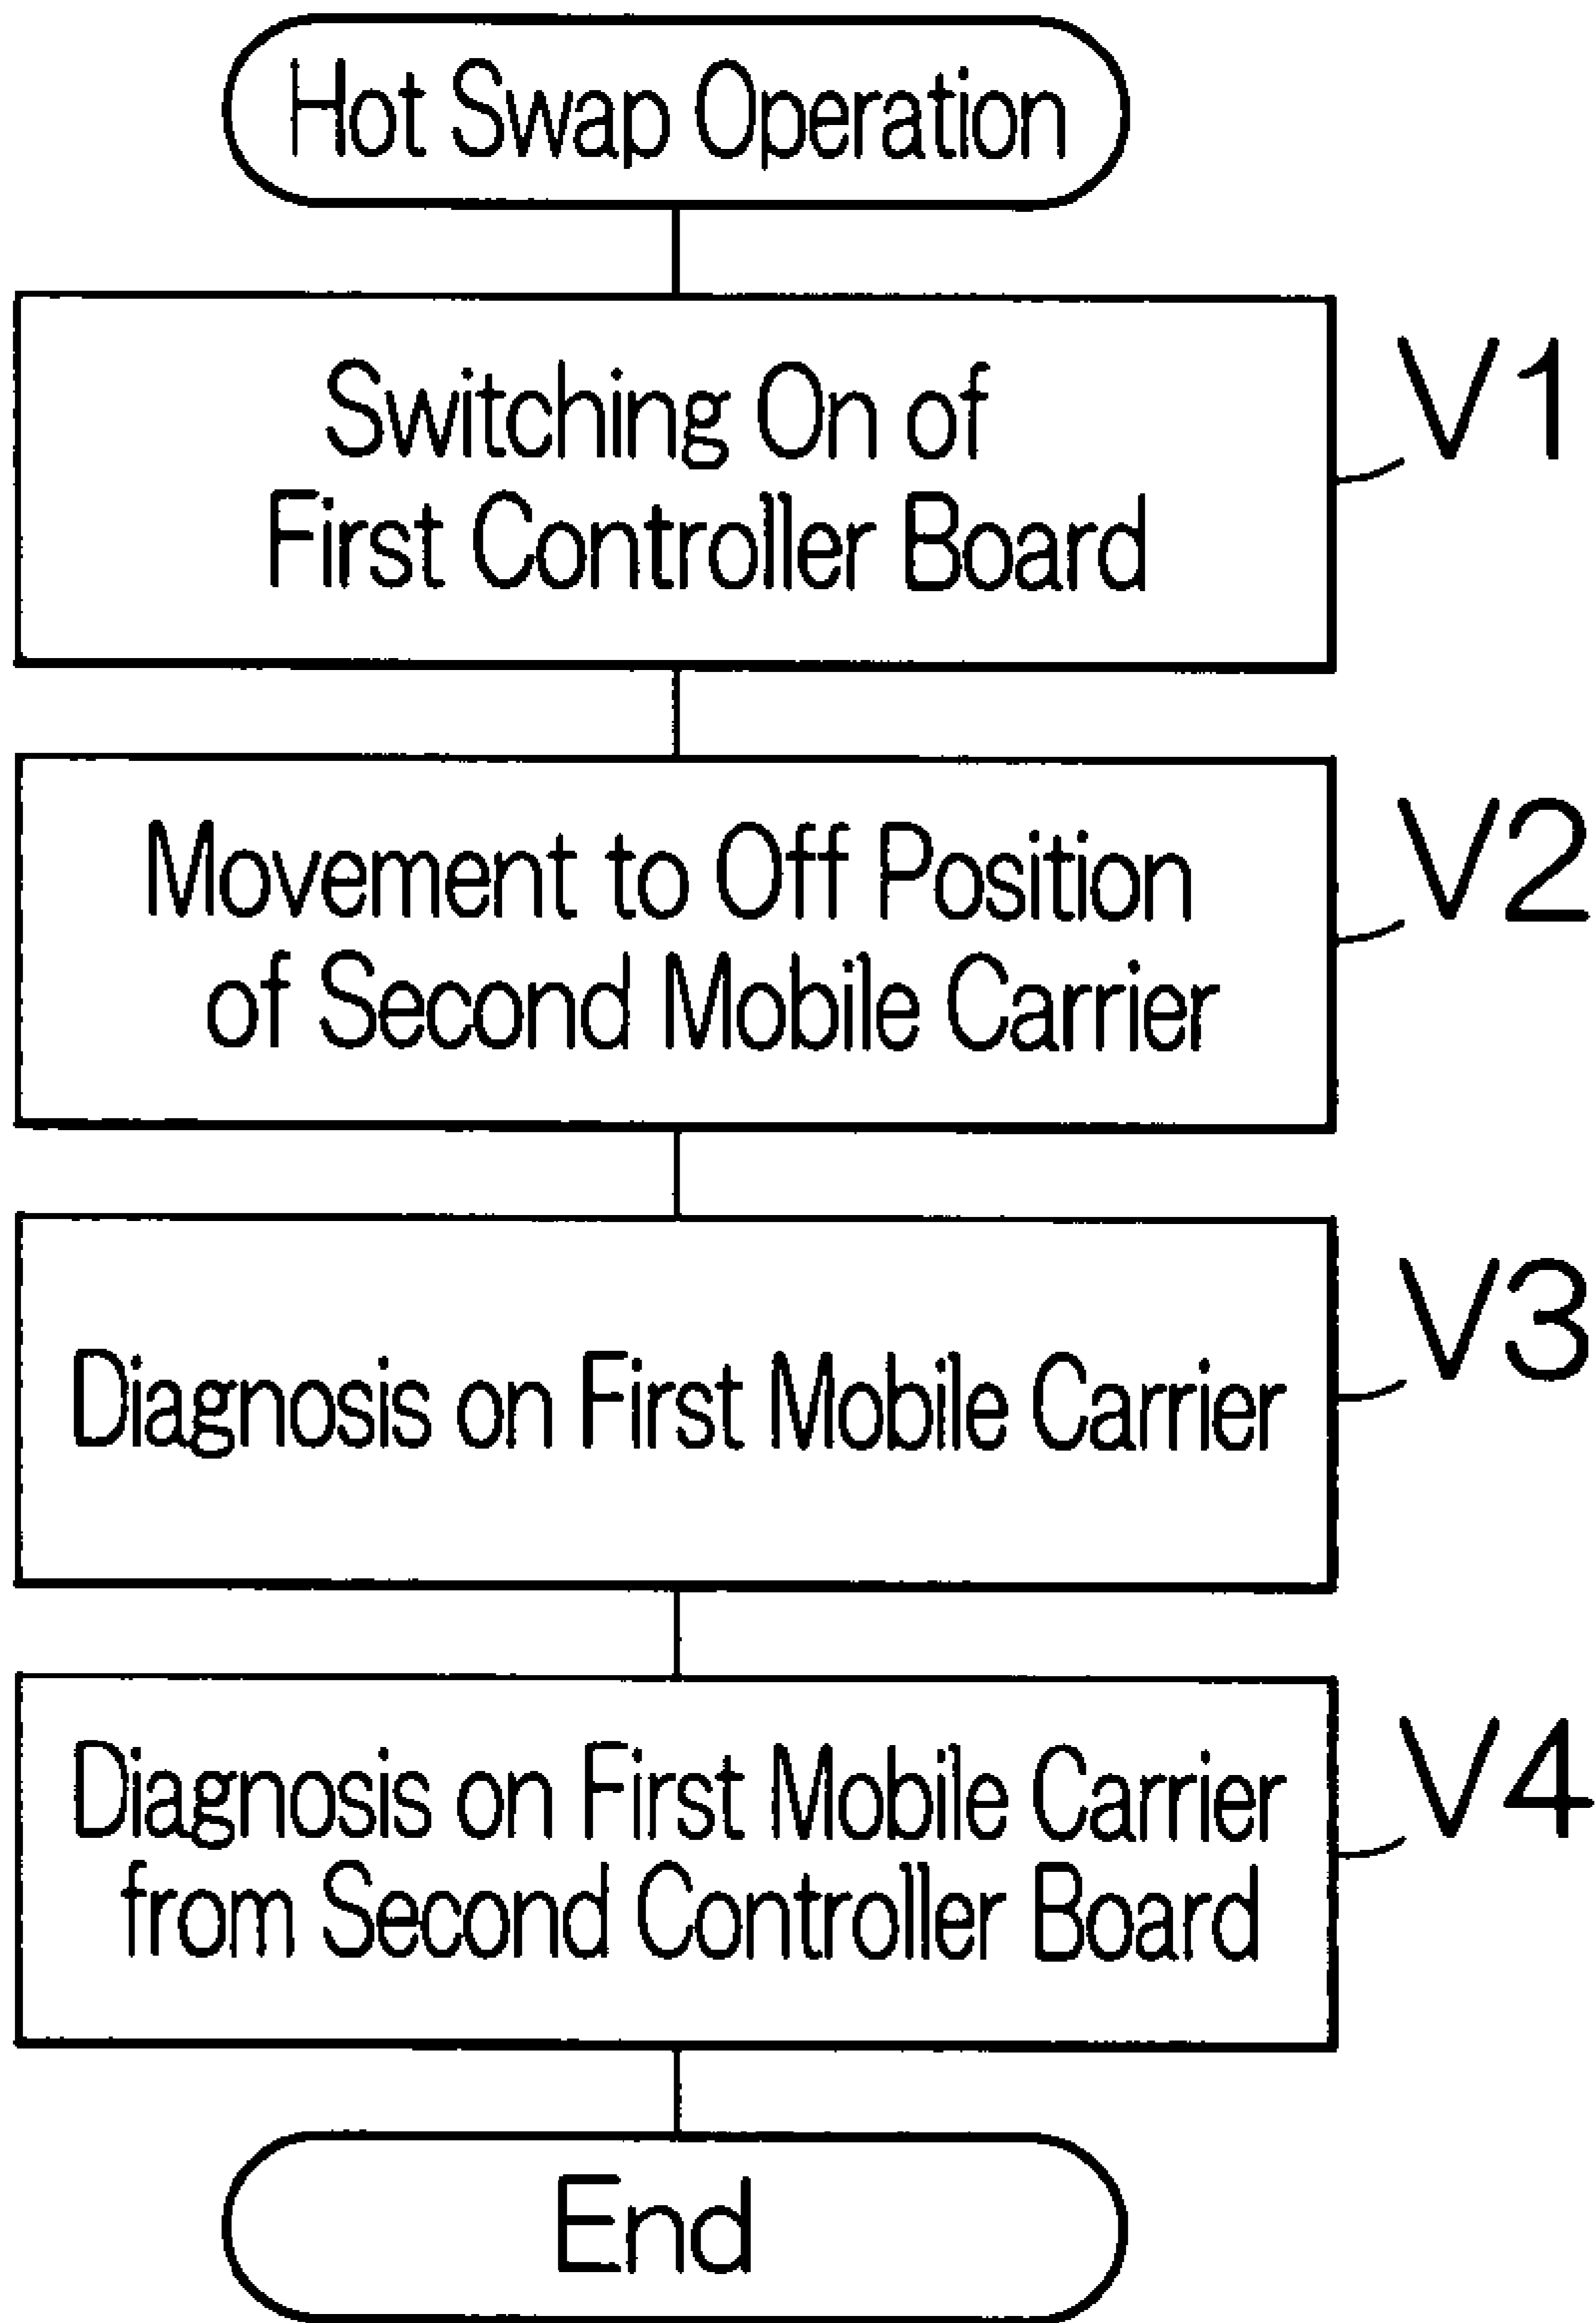 Hot Swap Operation
Switching On of
First Controller Board
V1
Movement to Off Position
of Second Mobile Carrier
V2
Diagnosis on First Mobile Carrier
V3
Diagnosis on First Mobile Carrier
from Second Controller Board
V4
End